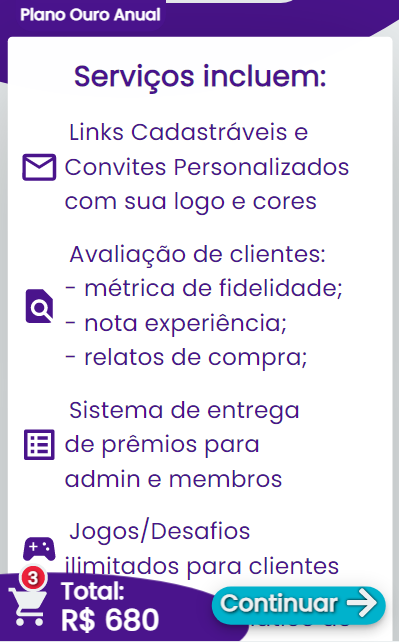 Plano Ouro Anual
Serviços incluem:
Links Cadastráveis e
Convites Personalizados
com sua logo e cores
Avaliação de clientes:
- métrica de fidelidade;
- nota experiência;
- relatos de compra;
Sistema de entrega
de prêmios para
admin e membros
Jogos/Desafios
ilimitados para clientes
3
Total:
R$ 680
Continuar